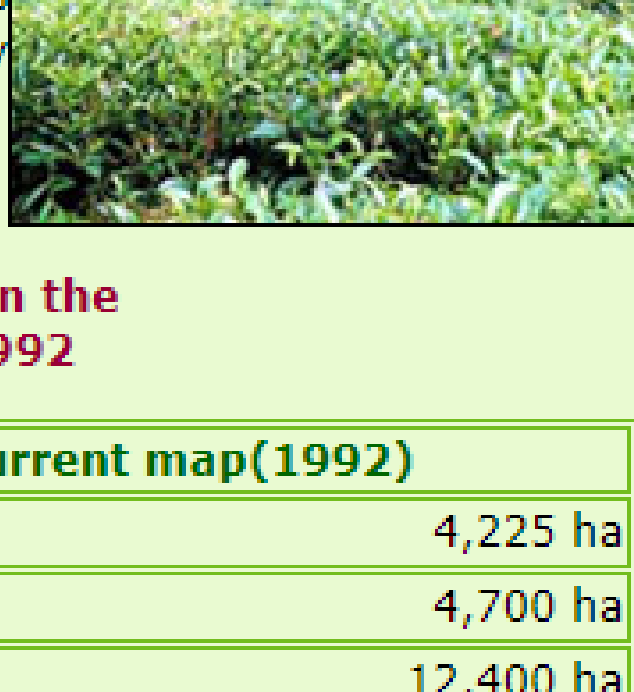 n the
992
urrent map(1992)
4,225 ha
4,700 ha
12,400 ha